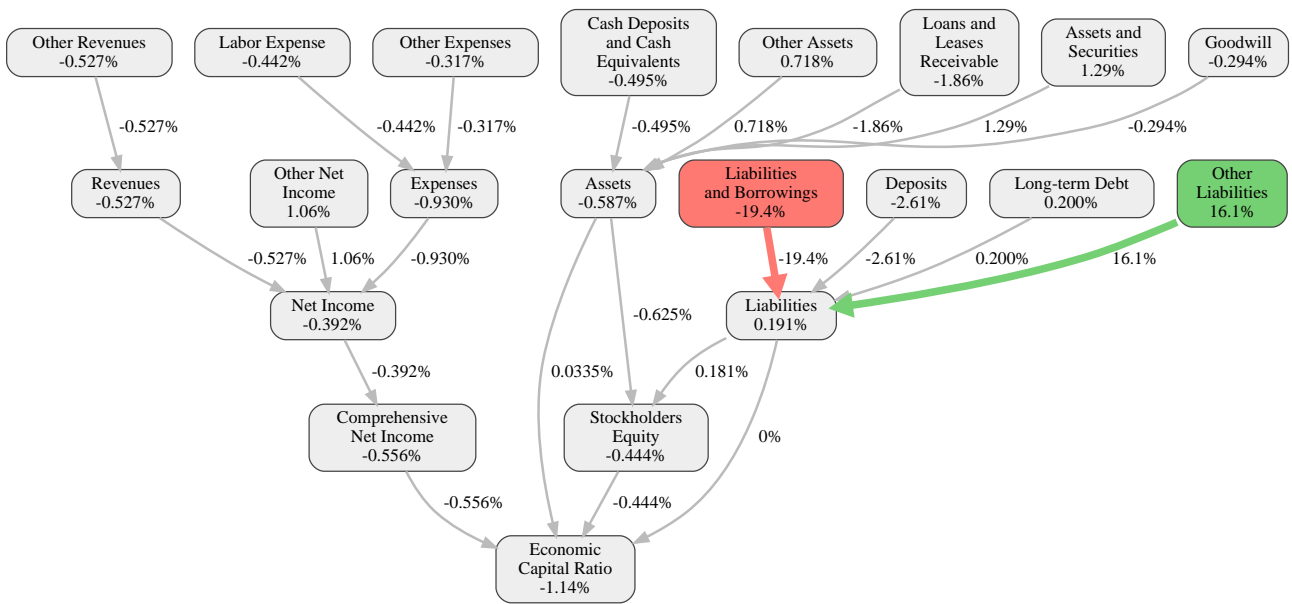 Other Revenues
-0.527%
Labor Expense
-0.442%
Other Expenses
-0.317%
Cash Deposits
and Cash
Equivalents
-0.495%
Other Assets
0.718%
Loans and
Leases
Receivable
-1.86%
Assets and
Securities
1.29%
Goodwill
-0.294%
-0.527%
-0.442%
-0.317%
-0.495%
0.718%
-1.86%
1.29%
-0.294%
Revenues
-0.527%
Other Net
Income
1.06%
Expenses
-0.930%
Assets
-0.587%
Liabilities
and Borrowings
-19.4%
Deposits
-2.61%
Long-term Debt
0.200%
Other
Liabilities
16.1%
-0.527%
1.06%
-0.930%
-19.4%
-2.61%
0.200%
16.1%
Net Income
-0.392%
-0.625%
Liabilities
0.191%
-0.392%
0.0335%
0.181%
Comprehensive
Net Income
-0.556%
Stockholders
Equity
-0.444%
0%
-0.556%
-0.444%
Economic
Capital Ratio
-1.14%